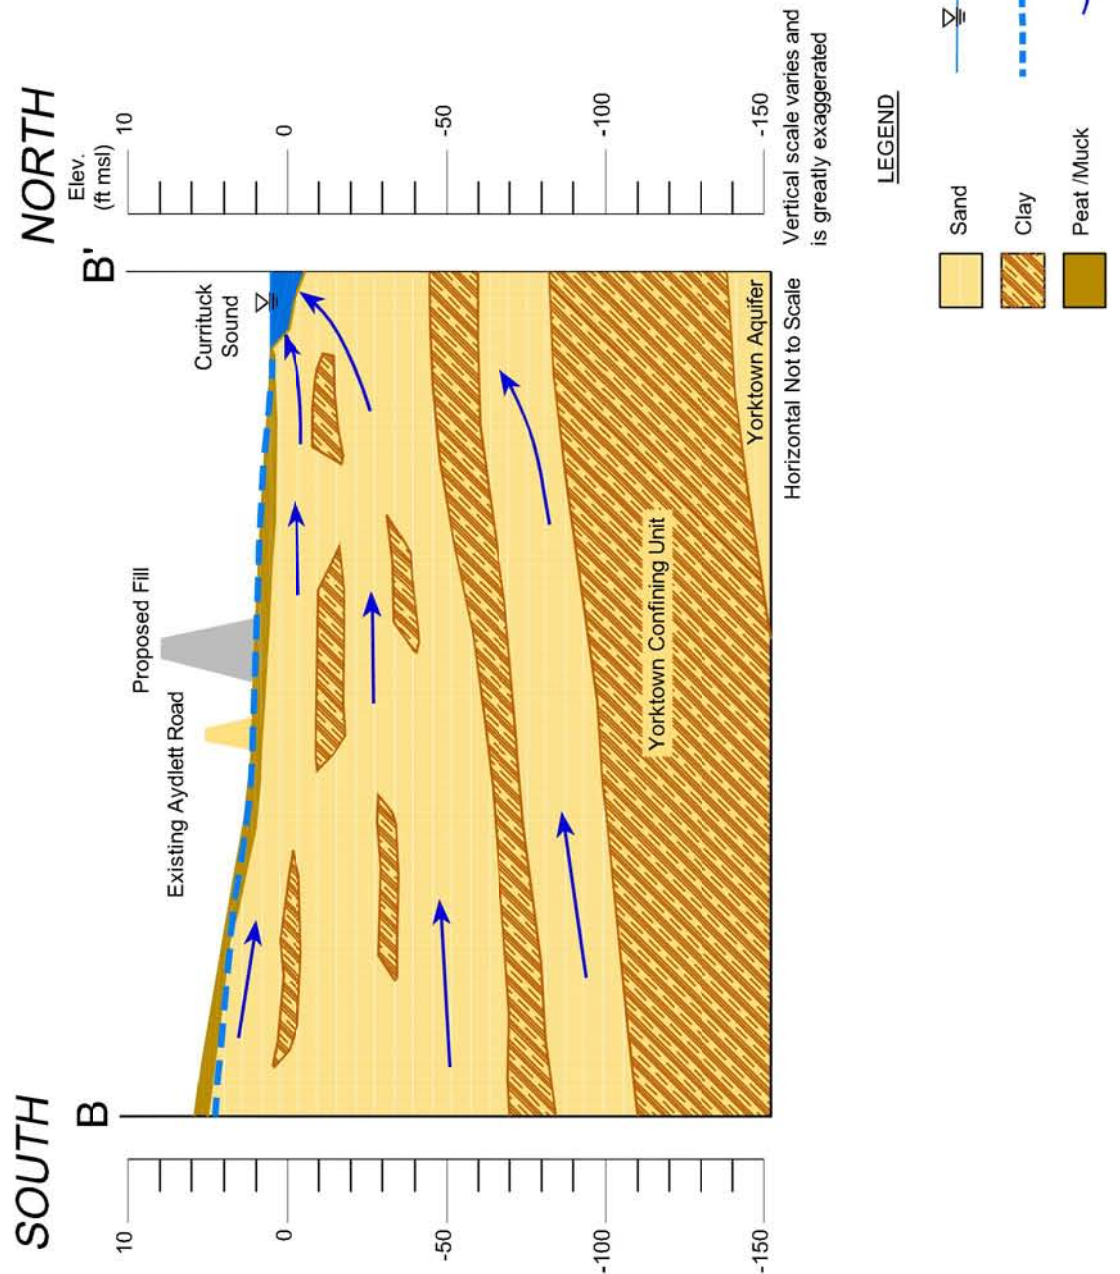 SOUTH
NORTH
B
B'
Elev.
(ft msl)
10
0
-50
-100
-150
10
0
-50
-100
-150
Existing Aydlett Road
Proposed Fill
Currituck
Sound
Yorktown Confining Unit
Yorktown Aquifer
Horizontal Not to Scale
Vertical scale varies and
is greatly exaggerated
LEGEND
Sand
Clay
Peat /Muck